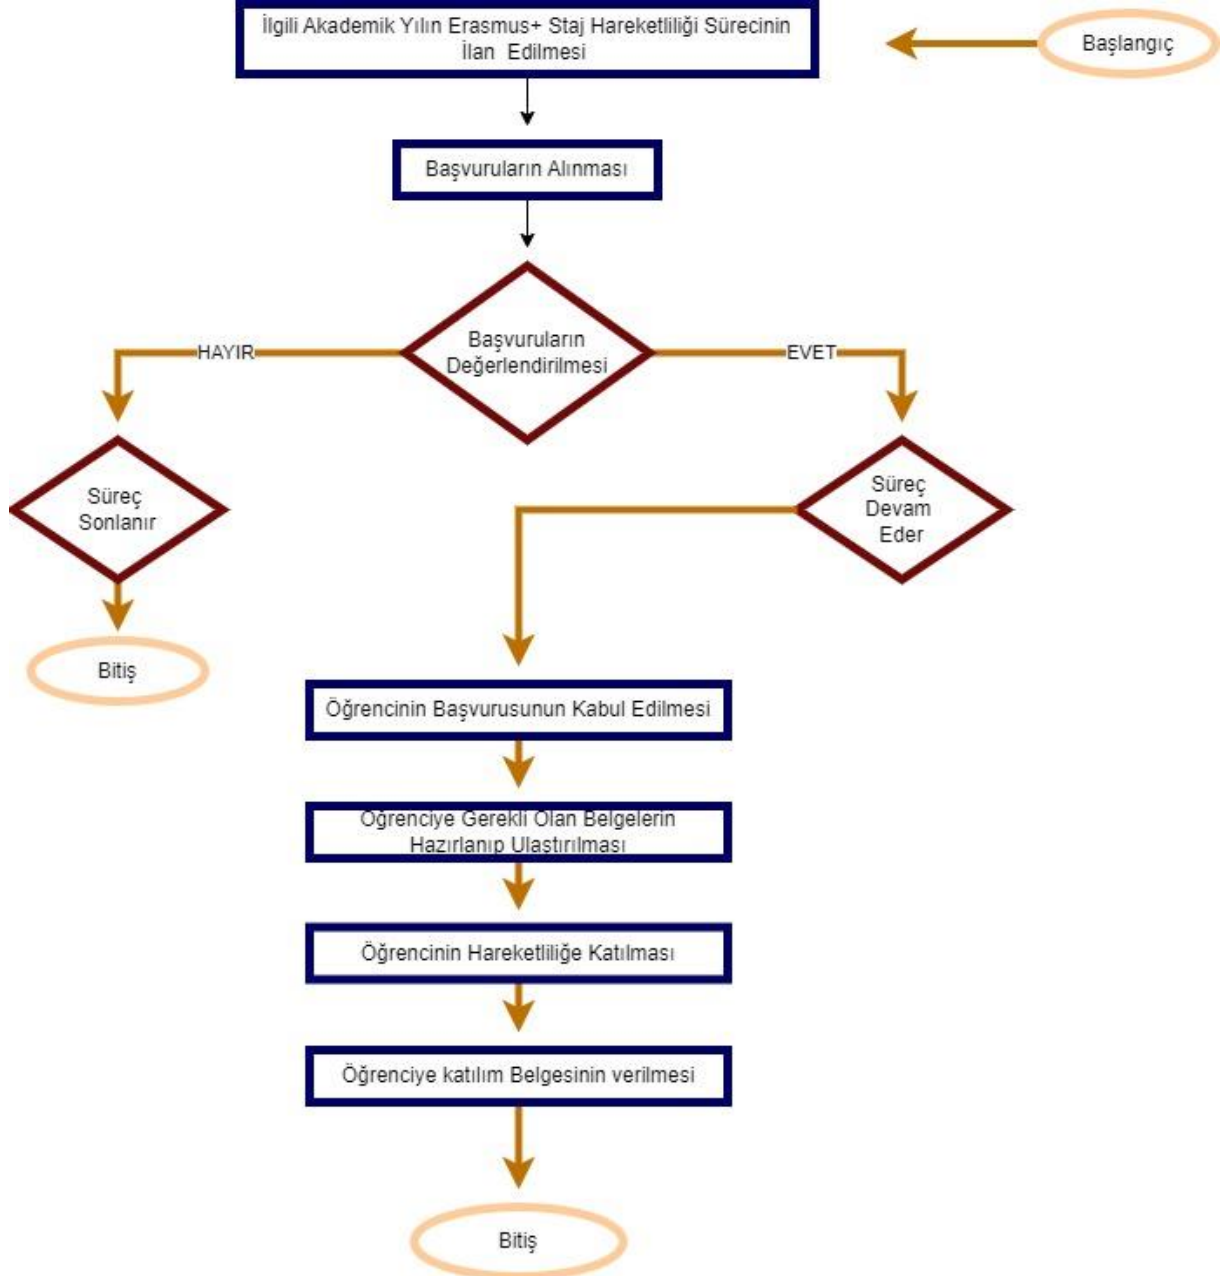 İlgili Akademik Yılın Erasmus+ Staj Hareketliliği Sürecinin
İlan Edilmesi
Başlangıç
Başvuruların Alınması
Başvuruların
Değerlendirilmesi
HAYIR
EVET
Süreç
Sonlanır
Süreç
Devam
Eder
Bitiş
Öğrencinin Başvurusunun Kabul Edilmesi
Öğrenciye Gerekli Olan Belgelerin
Hazırlanıp Ulaştırılması
Öğrencinin Hareketliliğe Katılması
Öğrenciye katılım Belgesinin verilmesi
Bitiş